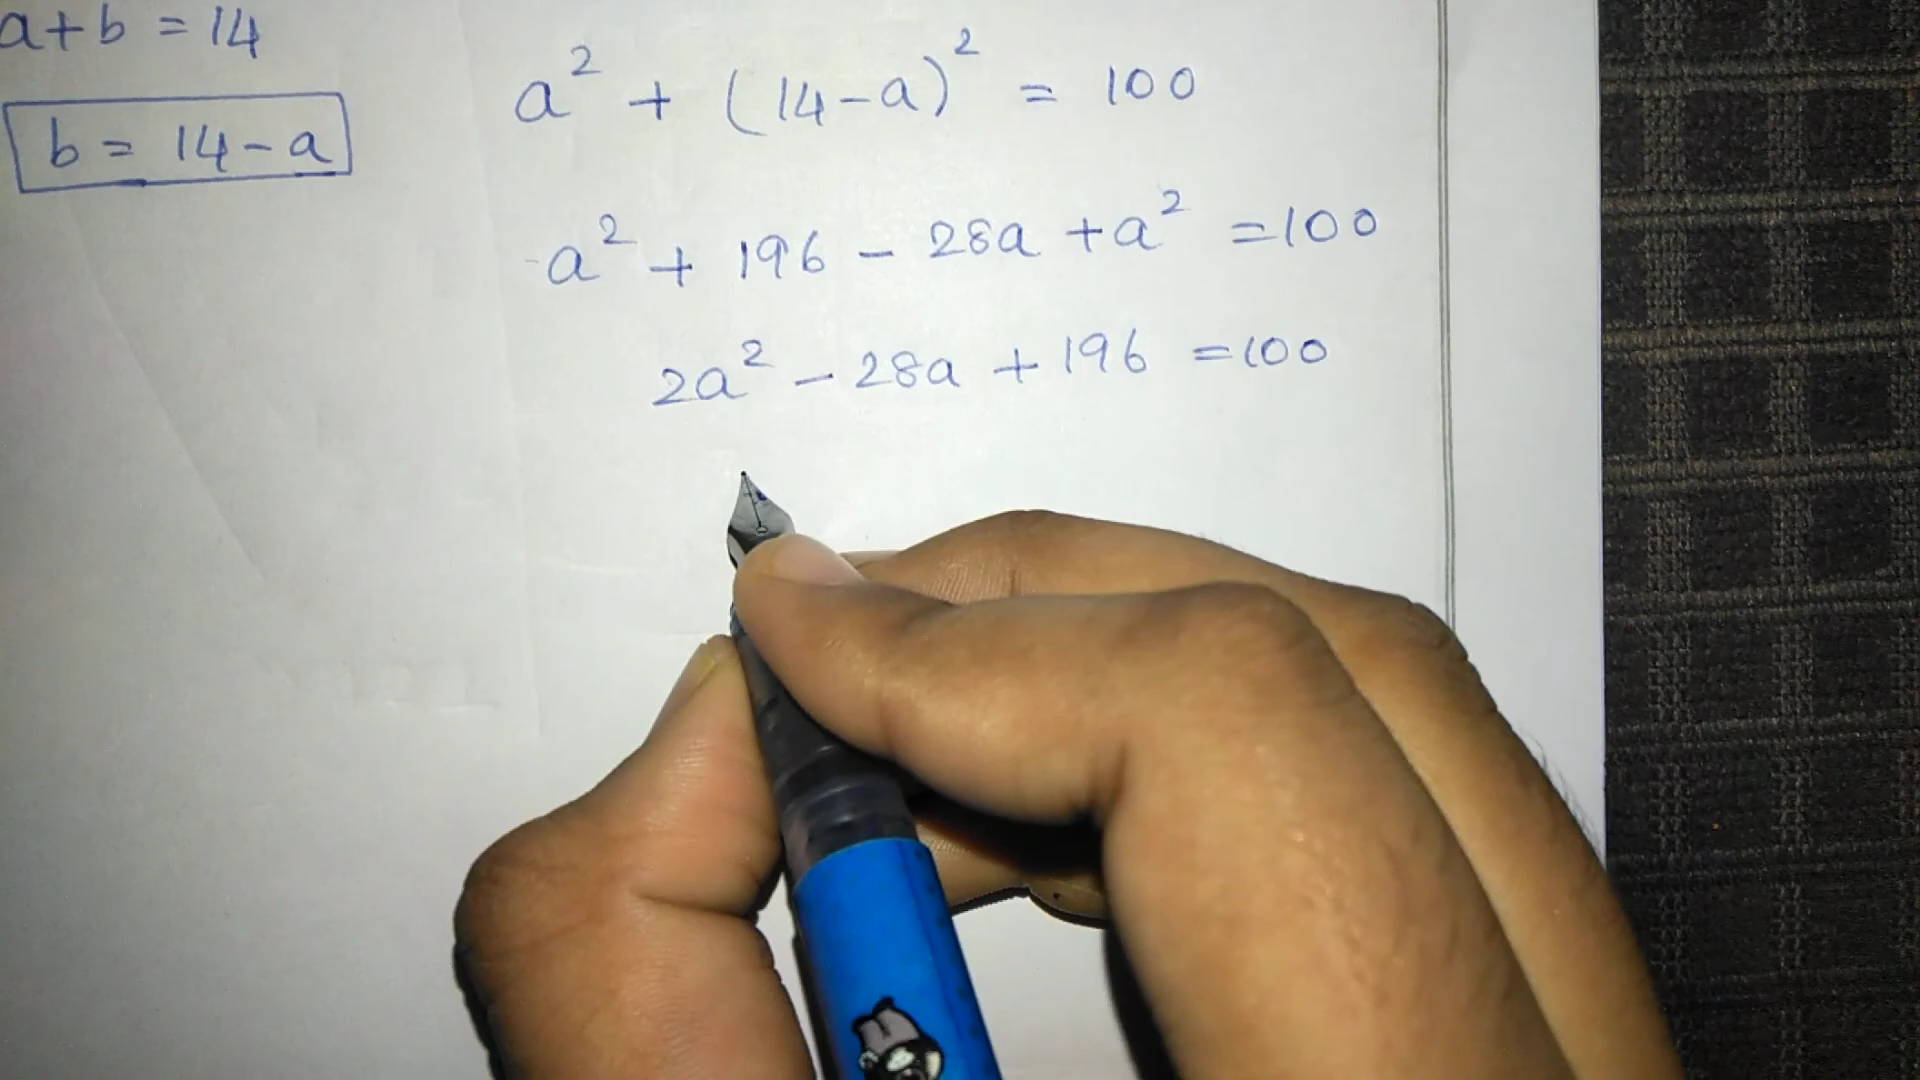 a+b = 14
b = 14-a
a² + (14-a)² = 100
a² + 196 - 28a + a² = 100
2a² - 28a + 196 = 100